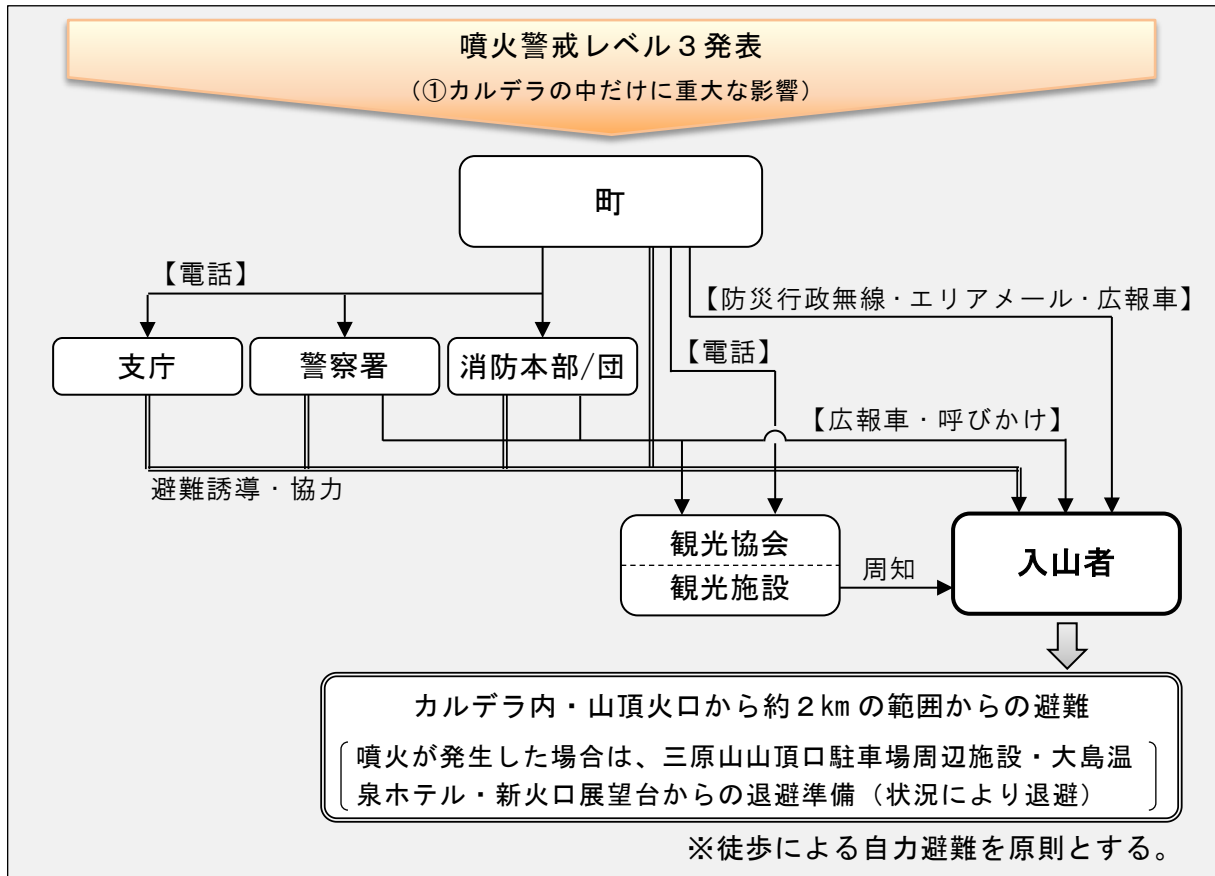 噴火警戒レベル３発表
（①カルデラの中だけに重大な影響）
町
【電話】
【防災行政無線・エリアメール・広報車】
支庁
警察署
消防本部/団
【電話】
【広報車・呼びかけ】
避難誘導・協力
観光協会
観光施設
周知
入山者
カルデラ内・山頂火口から約２㎞の範囲からの避難
噴火が発生した場合は、三原山山頂口駐車場周辺施設・大島温
泉ホテル・新火口展望台からの退避準備（状況により退避）
※徒歩による自力避難を原則とする。